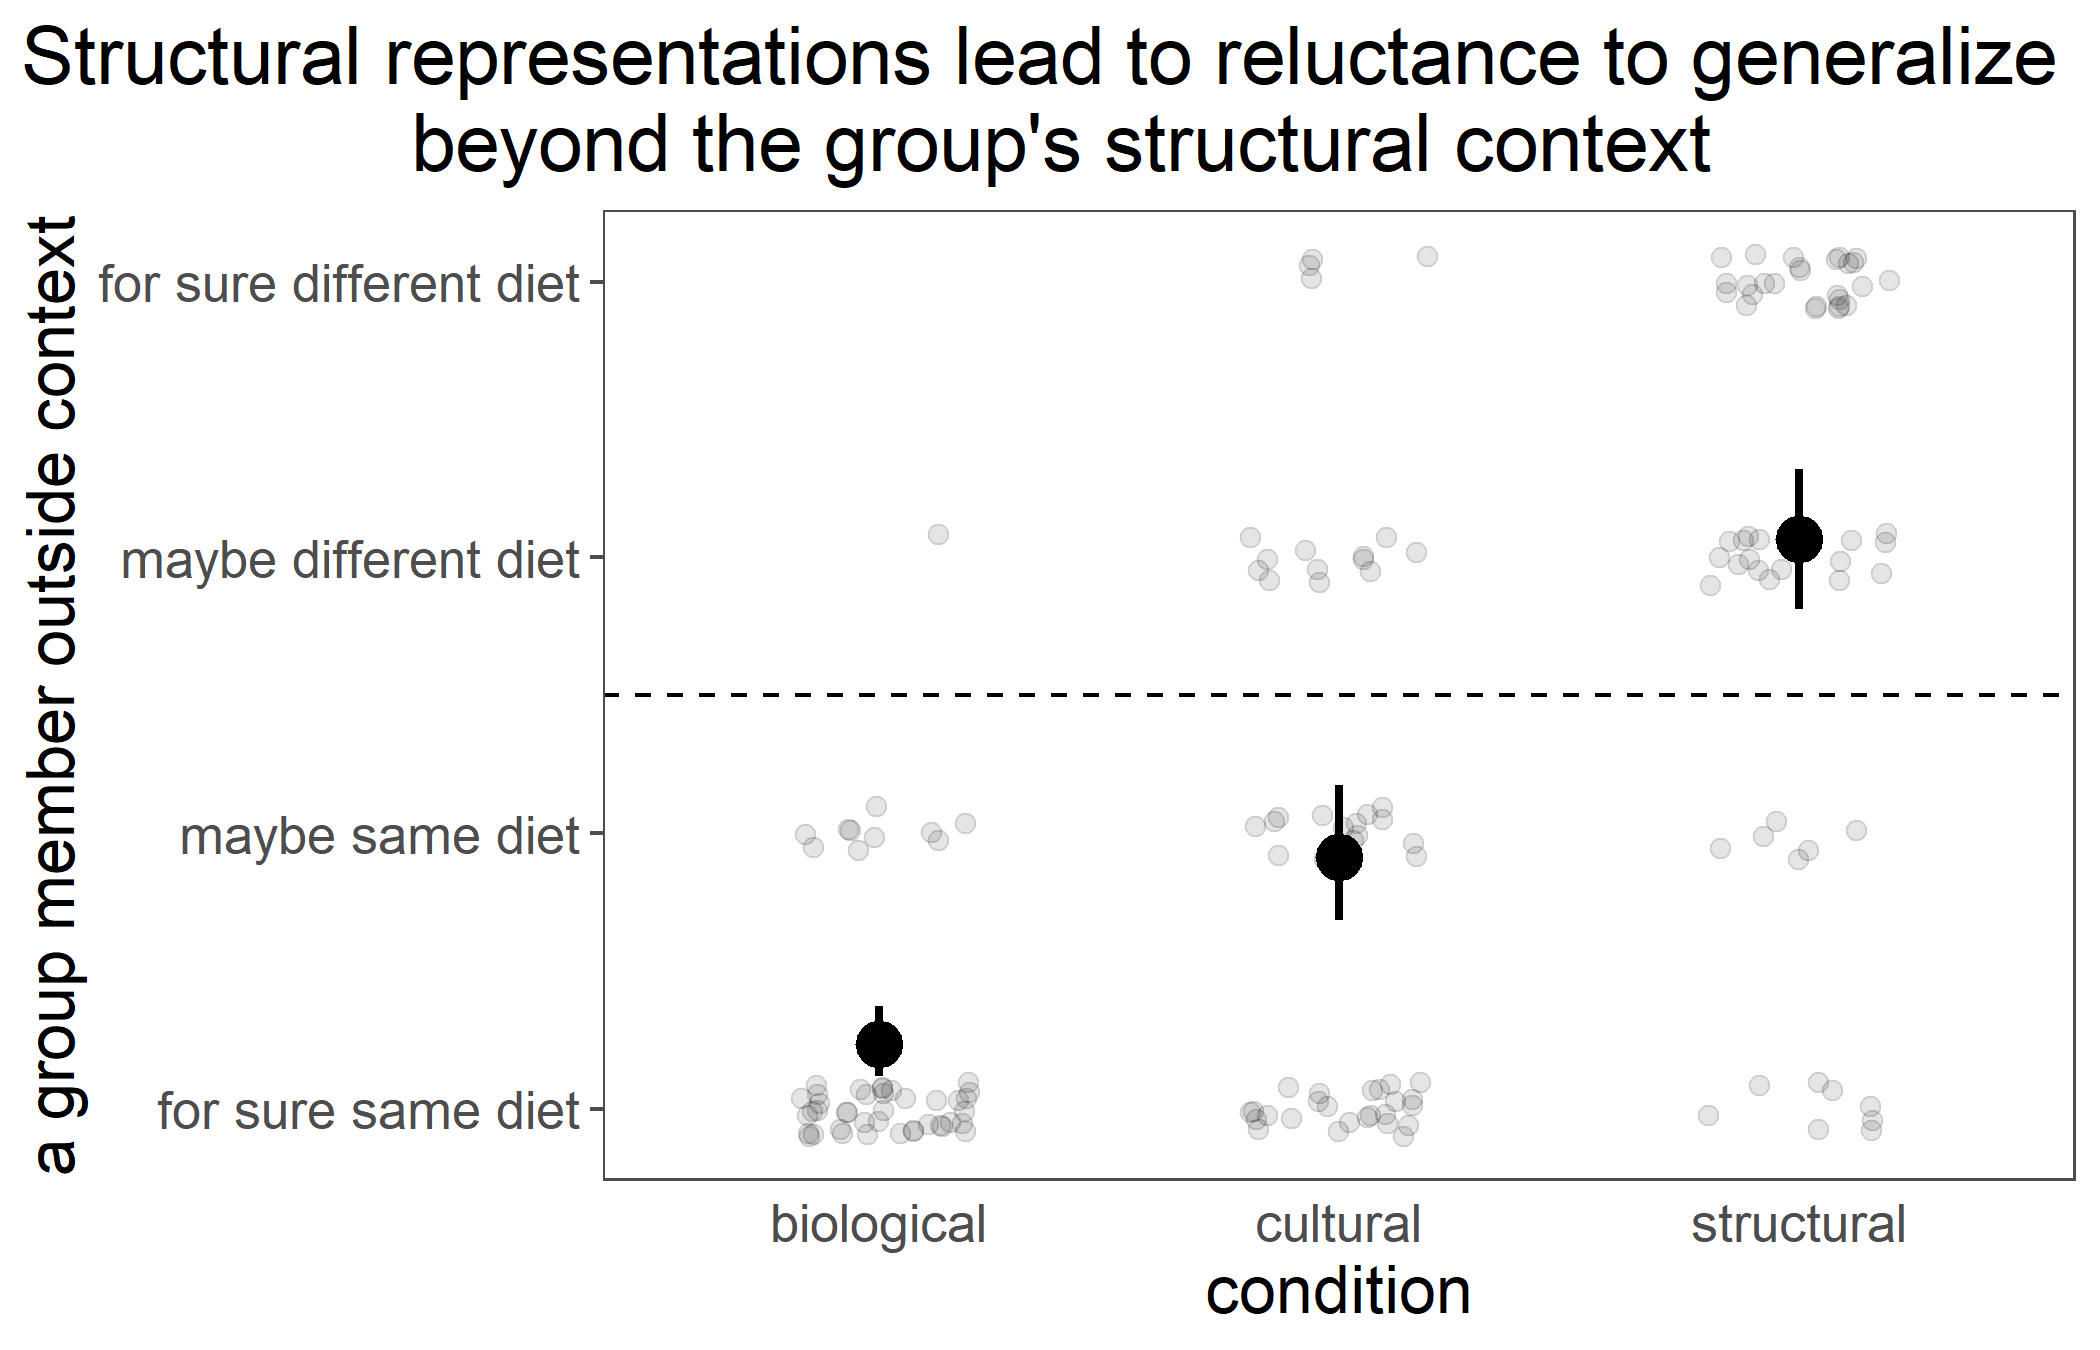 Structural representations lead to reluctance to generalize
beyond the group's structural context
a group member outside context
for sure different diet
maybe different diet
maybe same diet
for sure same diet
biological
cultural
structural
condition